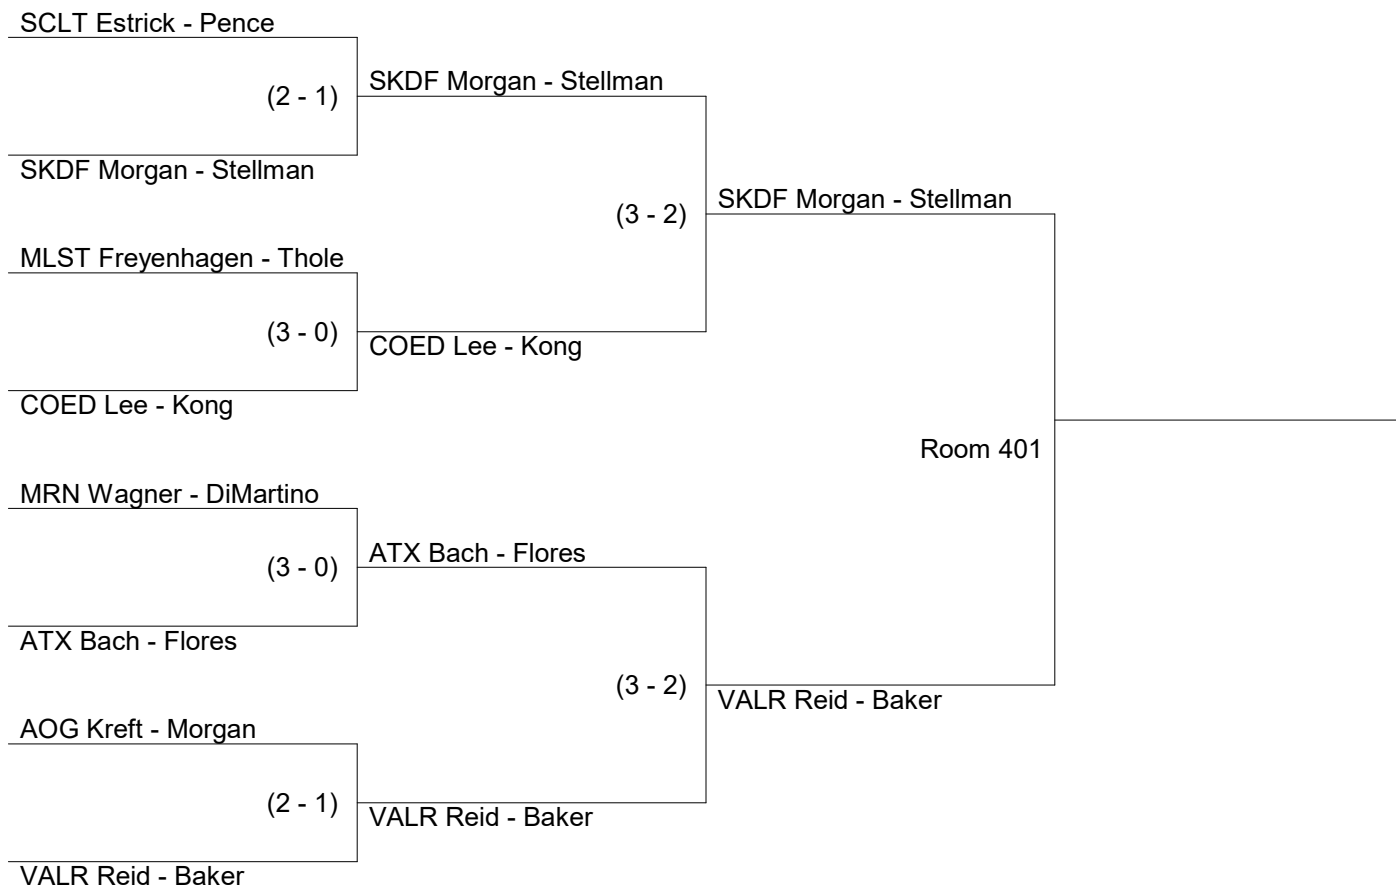 SCLT Estrick - Pence
(2 - 1)
SKDF Morgan - Stellman
MLST Freyenhagen - Thole
(3 - 0)
COED Lee - Kong
MRN Wagner - DiMartino
(3 - 0)
ATX Bach - Flores
AOG Kreft - Morgan
(2 - 1)
VALR Reid - Baker
SKDF Morgan - Stellman
(3 - 2)
COED Lee - Kong
ATX Bach - Flores
(3 - 2)
VALR Reid - Baker
SKDF Morgan - Stellman
Room 401
VALR Reid - Baker